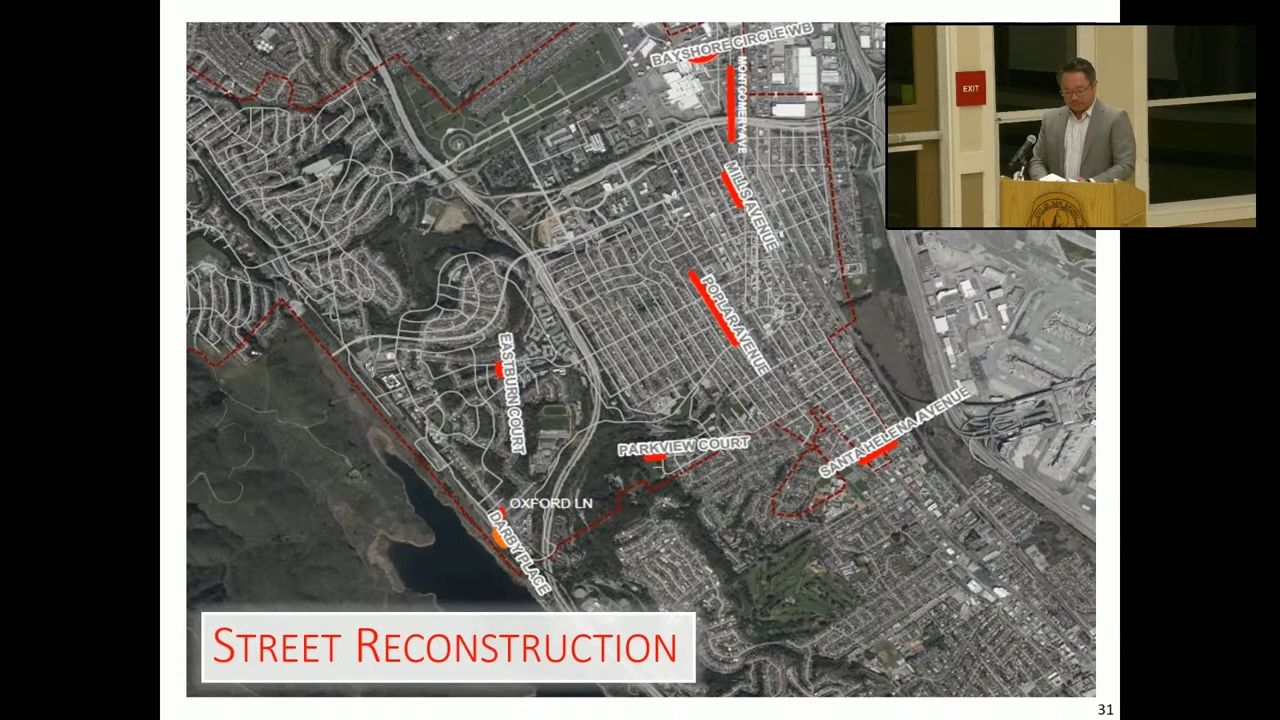 BAYSHORE CIRCLE WB
MONTGOMERY AVE
EXIT
MILLS AVENUE
POPLAR AVENUE
EASTBURN COURT
PARKVIEW COURT
SANTA HELENA AVENUE
OXFORD LN
DARBY PLACE
STREET RECONSTRUCTION
31